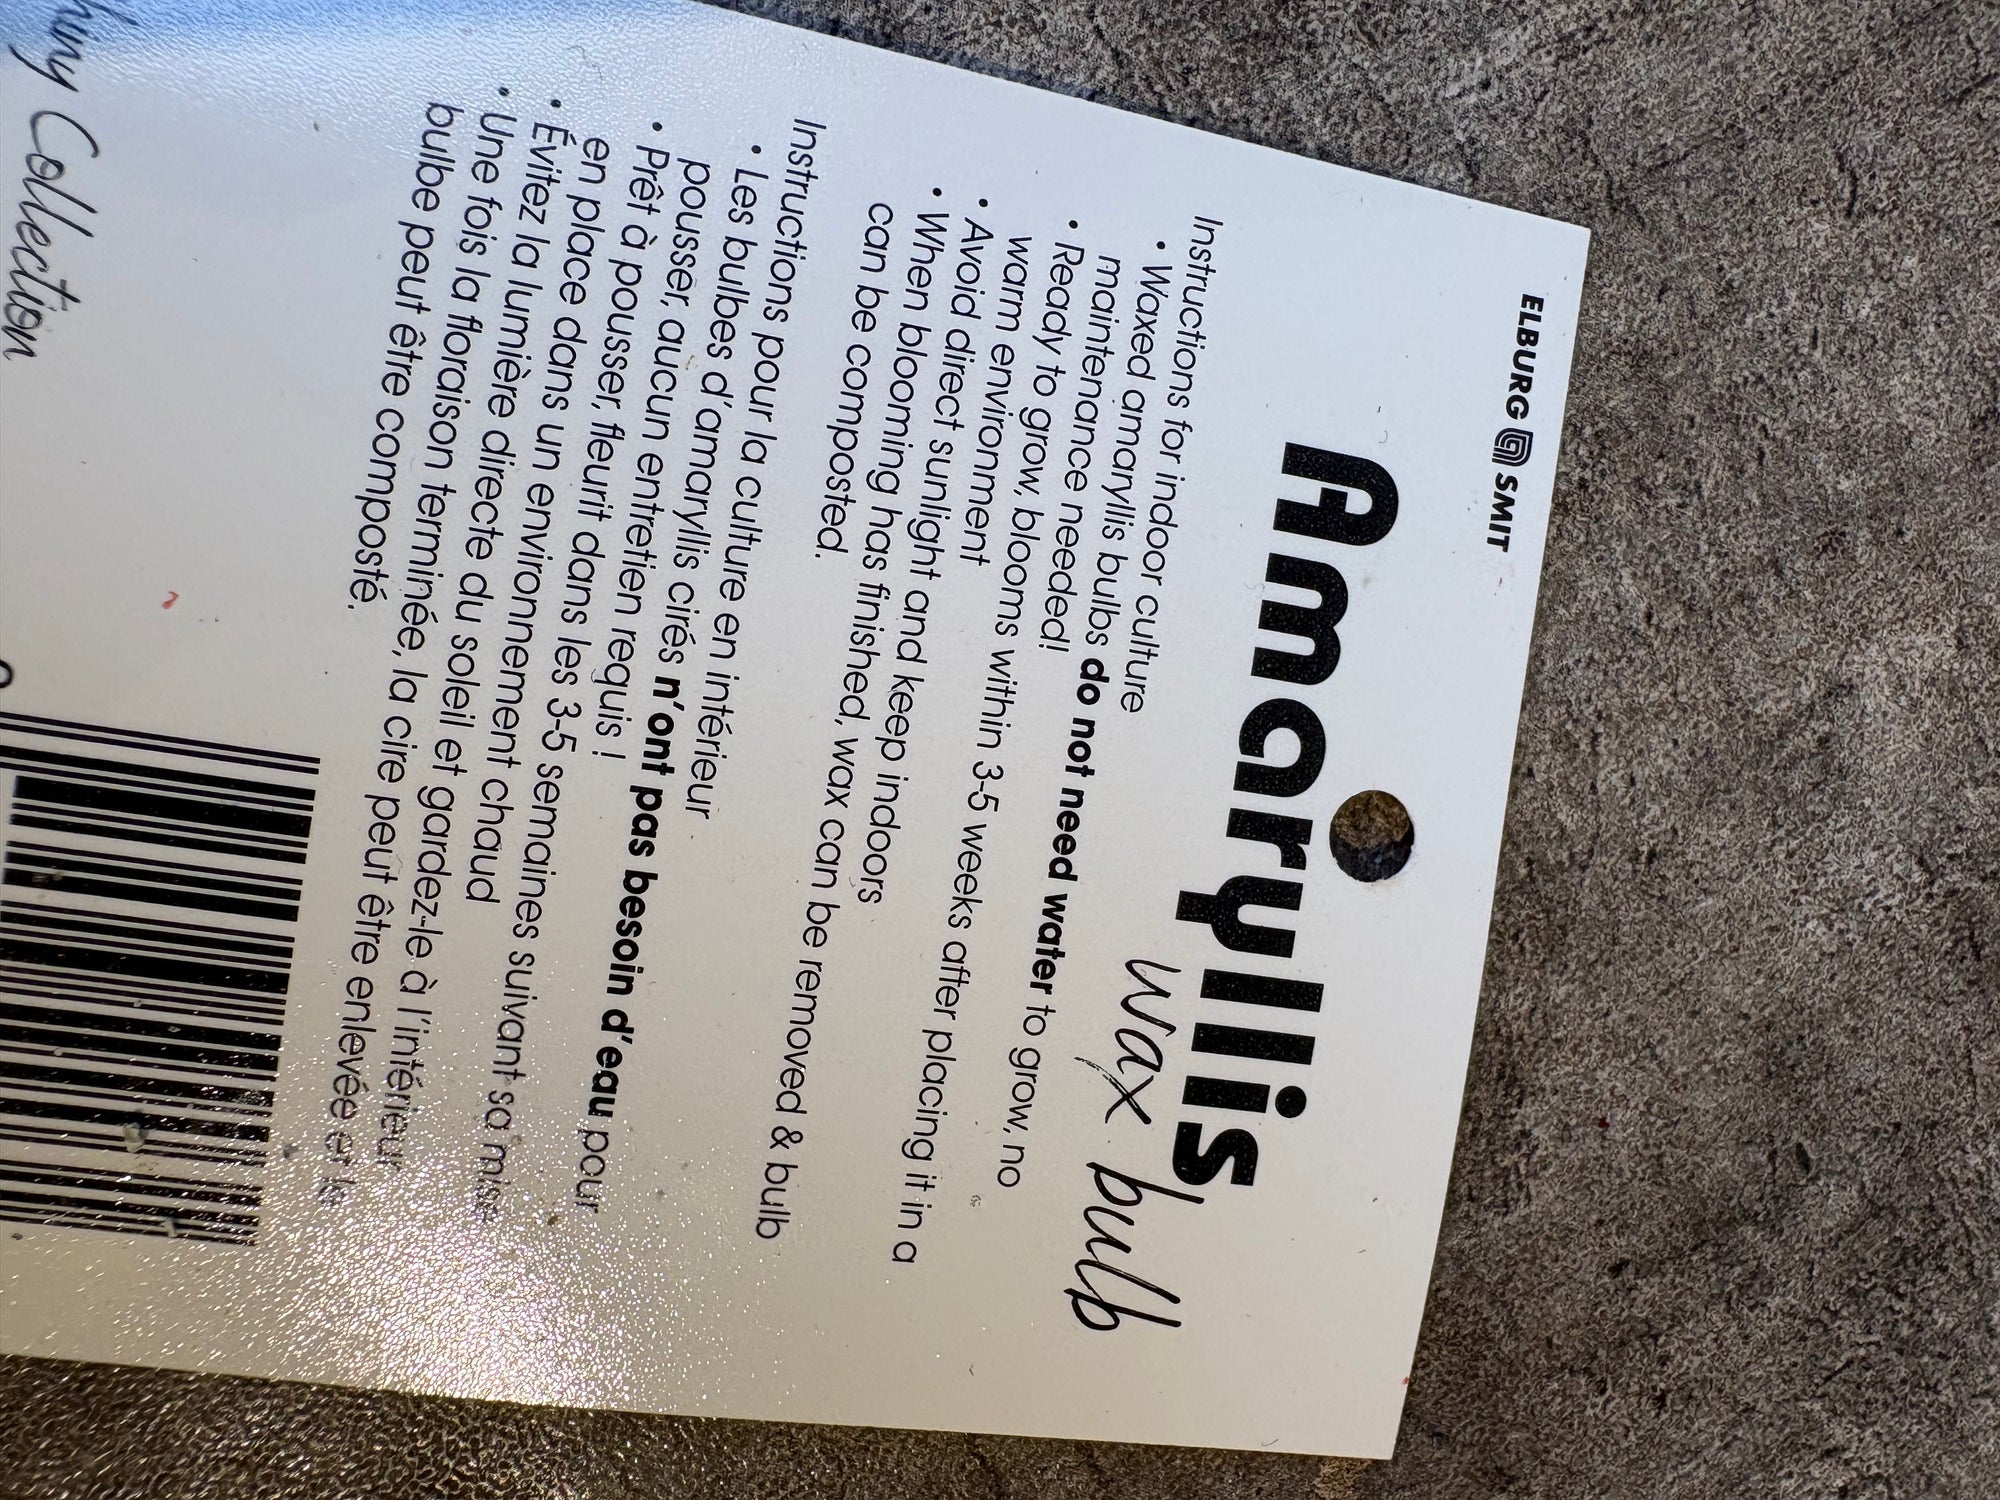 ELBURG SMIT
Amaryllis
wax bulb
Instructions for indoor culture
• Waxed amaryllis bulbs do not need water to grow, no
maintenance needed!
• Ready to grow, blooms within 3-5 weeks after placing it in a
warm environment
• Avoid direct sunlight and keep indoors
• When blooming has finished, wax can be removed & bulb
can be composted.
Instructions pour la culture en intérieur
• Les bulbes d'amaryllis cirés n'ont pas besoin d'eau pour
pousser, aucun entretien requis !
• Prêt à pousser, fleurit dans les 3-5 semaines suivant sa mise
en place dans un environnement chaud
• Évitez la lumière directe du soleil et gardez-le à l'intérieur
• Une fois la floraison terminée, la cire peut être enlevée et le
bulbe peut être composté.
Collection